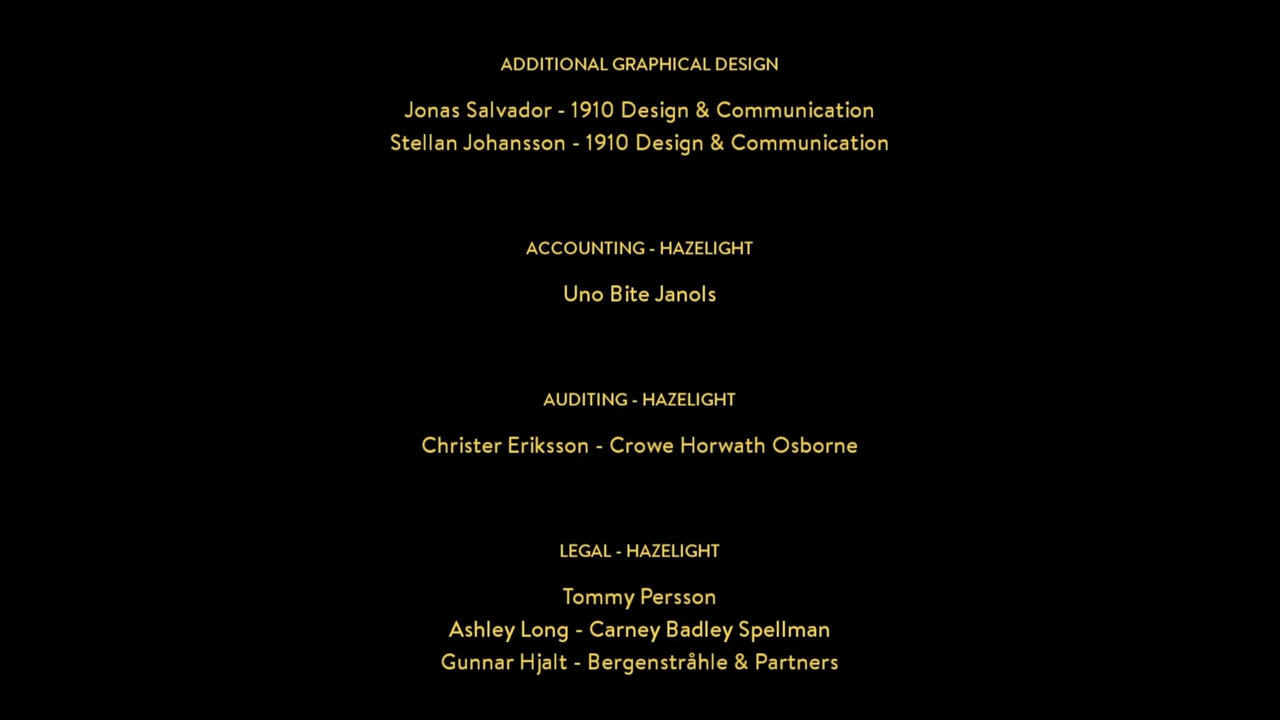 ADDITIONAL GRAPHICAL DESIGN
Jonas Salvador - 1910 Design & Communication
Stellan Johansson - 1910 Design & Communication
ACCOUNTING - HAZELIGHT
Uno Bite Janols
AUDITING - HAZELIGHT
Christer Eriksson - Crowe Horwath Osborne
LEGAL - HAZELIGHT
Tommy Persson
Ashley Long - Carney Badley Spellman
Gunnar Hjalt - Bergenstråhle & Partners